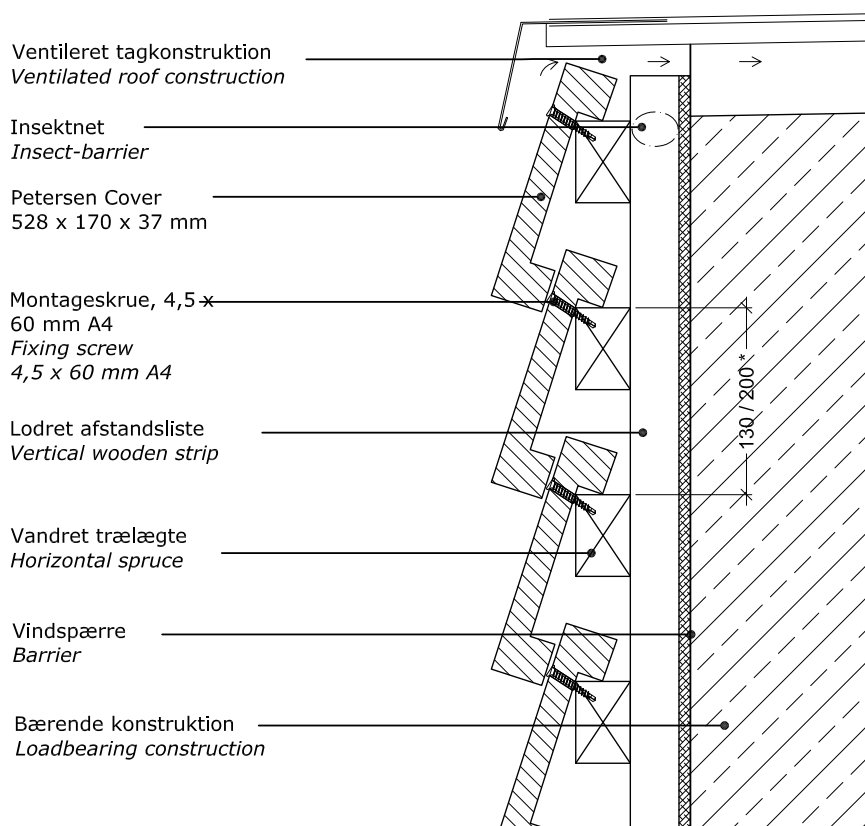 Ventileret tagkonstruktion
Ventilated roof construction
Insektnet
Insect-barrier
Petersen Cover
528 x 170 x 37 mm
Montageskrue, 4,5 x
60 mm A4
Fixing screw
4,5 x 60 mm A4
130 / 200 *
Lodret afstandsliste
Vertical wooden strip
Vandret trælægte
Horizontal spruce
Vindspærre
Barrier
Bærende konstruktion
Loadbearing construction